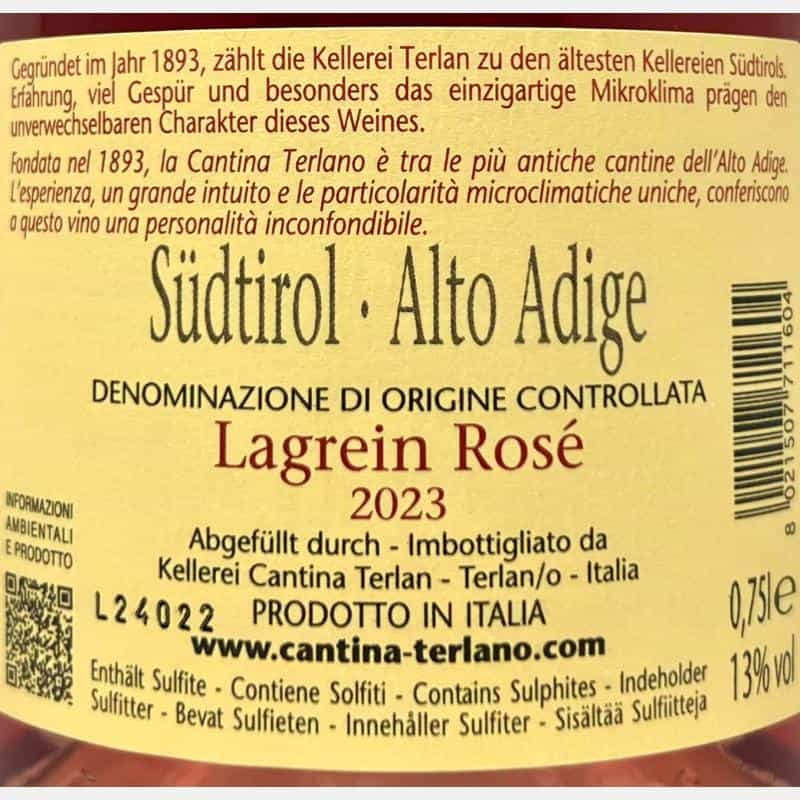 Gegründet im Jahr 1893, zählt die Kellerei Terlan zu den ältesten Kellereien Südtirols.
Erfahrung, viel Gespür und besonders das einzigartige Mikroklima prägen den
unverwechselbaren Charakter dieses Weines.
Fondata nel 1893, la Cantina Terlano è tra le più antiche cantine dell'Alto Adige.
L'esperienza, un grande intuito e le particolarità microclimatiche uniche, conferiscono
a questo vino una personalità inconfondibile.
Südtirol · Alto Adige
DENOMINAZIONE DI ORIGINE CONTROLLATA
Lagrein Rosé
2023
Abgefüllt durch - Imbottigliato da
Kellerei Cantina Terlan - Terlan/o - Italia
PRODOTTO IN ITALIA
www.cantina-terlano.com
Enthält Sulfite - Contiene Solfiti - Contains Sulphites - Indeholder
Sulfitter - Bevat Sulfieten - Innehåller Sulfiter - Sisältää Sulfiitteja
INFORMAZIONI
AMBIENTALI
E PRODOTTO
L24022
8 021507 711604
0,75l e
13% vol